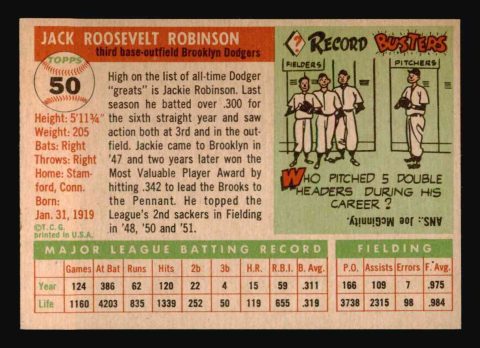 JACK ROOSEVELT ROBINSON
third base-outfield Brooklyn Dodgers
TOPPS
50
Height: 5'11¾"
Weight: 205
Bats: Right
Throws: Right
Home: Stam-
ford, Conn.
Born:
Jan. 31, 1919
© T. C. G.
printed in U.S.A.
High on the list of all-time Dodger
"greats" is Jackie Robinson. Last
season he batted over .300 for
the sixth straight year and saw
action both at 3rd and in the out-
field. Jackie came to Brooklyn in
'47 and two years later won the
Most Valuable Player Award by
hitting .342 to lead the Brooks to
the Pennant. He topped the
League's 2nd sackers in Fielding
in '48, '50 and '51.
? RECORD BUSTERS
FIELDERS
PITCHERS
WHO PITCHED 5 DOUBLE
HEADERS DURING HIS
CAREER?
ANS: Joe McGinnity
MAJOR LEAGUE BATTING RECORD
Games At Bat Runs Hits 2b 3b H.R. R.B.I. B. Avg.
Year 124 386 62 120 22 4 15 59 .311
Life 1160 4203 835 1339 252 50 119 655 .319
FIELDING
P.O. Assists Errors F. Avg.
166 109 7 .975
3738 2315 98 .984